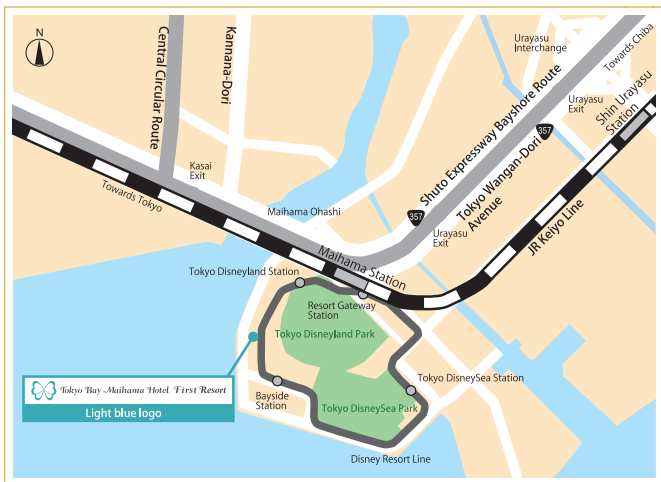 N
Central Circular Route
Kannana-Dori
Urayasu
Interchange
Towards Chiba
Shuto Expressway Bayshore Route
Urayasu
Exit
Shin Urayasu
Station
357
Tokyo Wangan-Dori
Avenue
Kasai
Exit
Towards Tokyo
Maihama Ohashi
357
Urayasu
Exit
JR Keiyo Line
Maihama Station
Tokyo Disneyland Station
Resort Gateway
Station
Tokyo Disneyland Park
Tokyo Bay Maihama Hotel First Resort
Light blue logo
Bayside
Station
Tokyo DisneySea Station
Tokyo DisneySea Park
Disney Resort Line